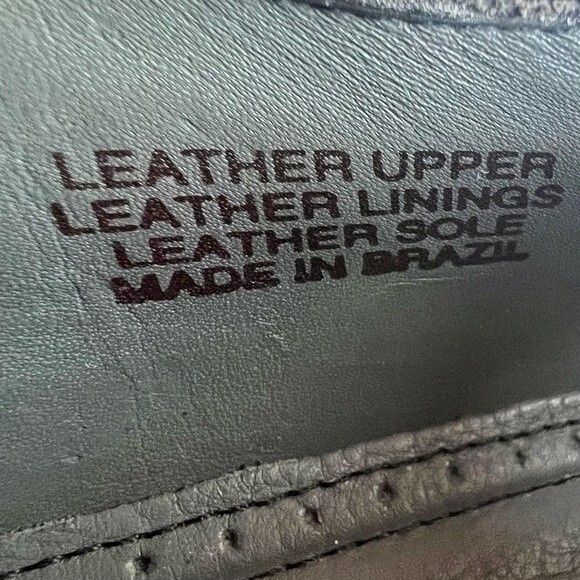 LEATHER UPPER
LEATHER LININGS
LEATHER SOLE
MADE IN BRAZIL